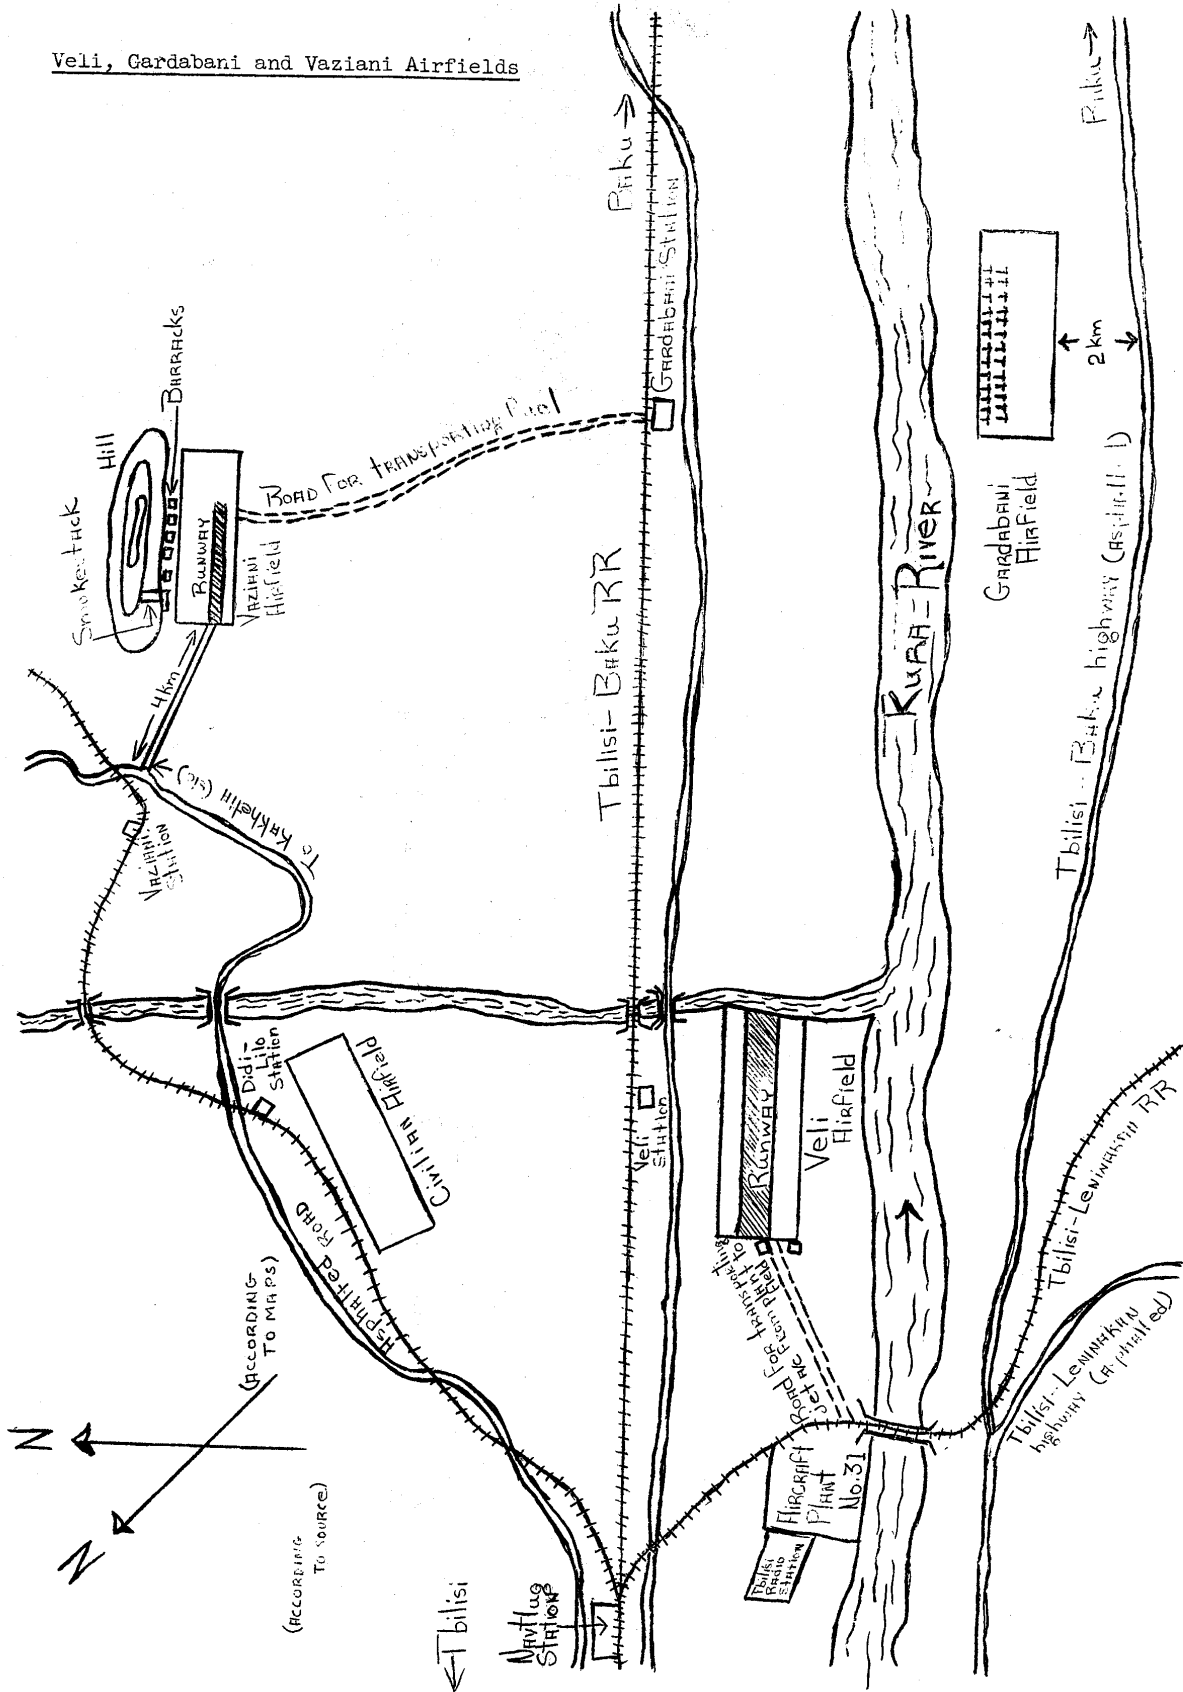 Veli, Gardabani and Vaziani Airfields
Baku →
Baku →
Smokestack
Hill
Barracks
Runway
Vaziani
Airfield
Road For transporting Fuel
Gardabani Station
4km
To Kakhelia (sic)
Vaziani
Station
Tbilisi-Baku RR
Kura-River
Gardabani
Airfield
2km
Tbilisi-Baku highway (Asphalted)
Didi-
Lilo
Station
Civilian Airfield
Asphalted Road
Veli
Station
Runway
Veli
Airfield
Road For transporting
Jet A/C From plant to
Field
Tbilisi-Leninakan RR
Tbilisi-Leninakan
highway (Asphalted)
Aircraft
Plant
No.31
Tbilisi
Radio
Station
N
(According
To maps)
N
(According
To source)
← Tbilisi
Navtlug
Station